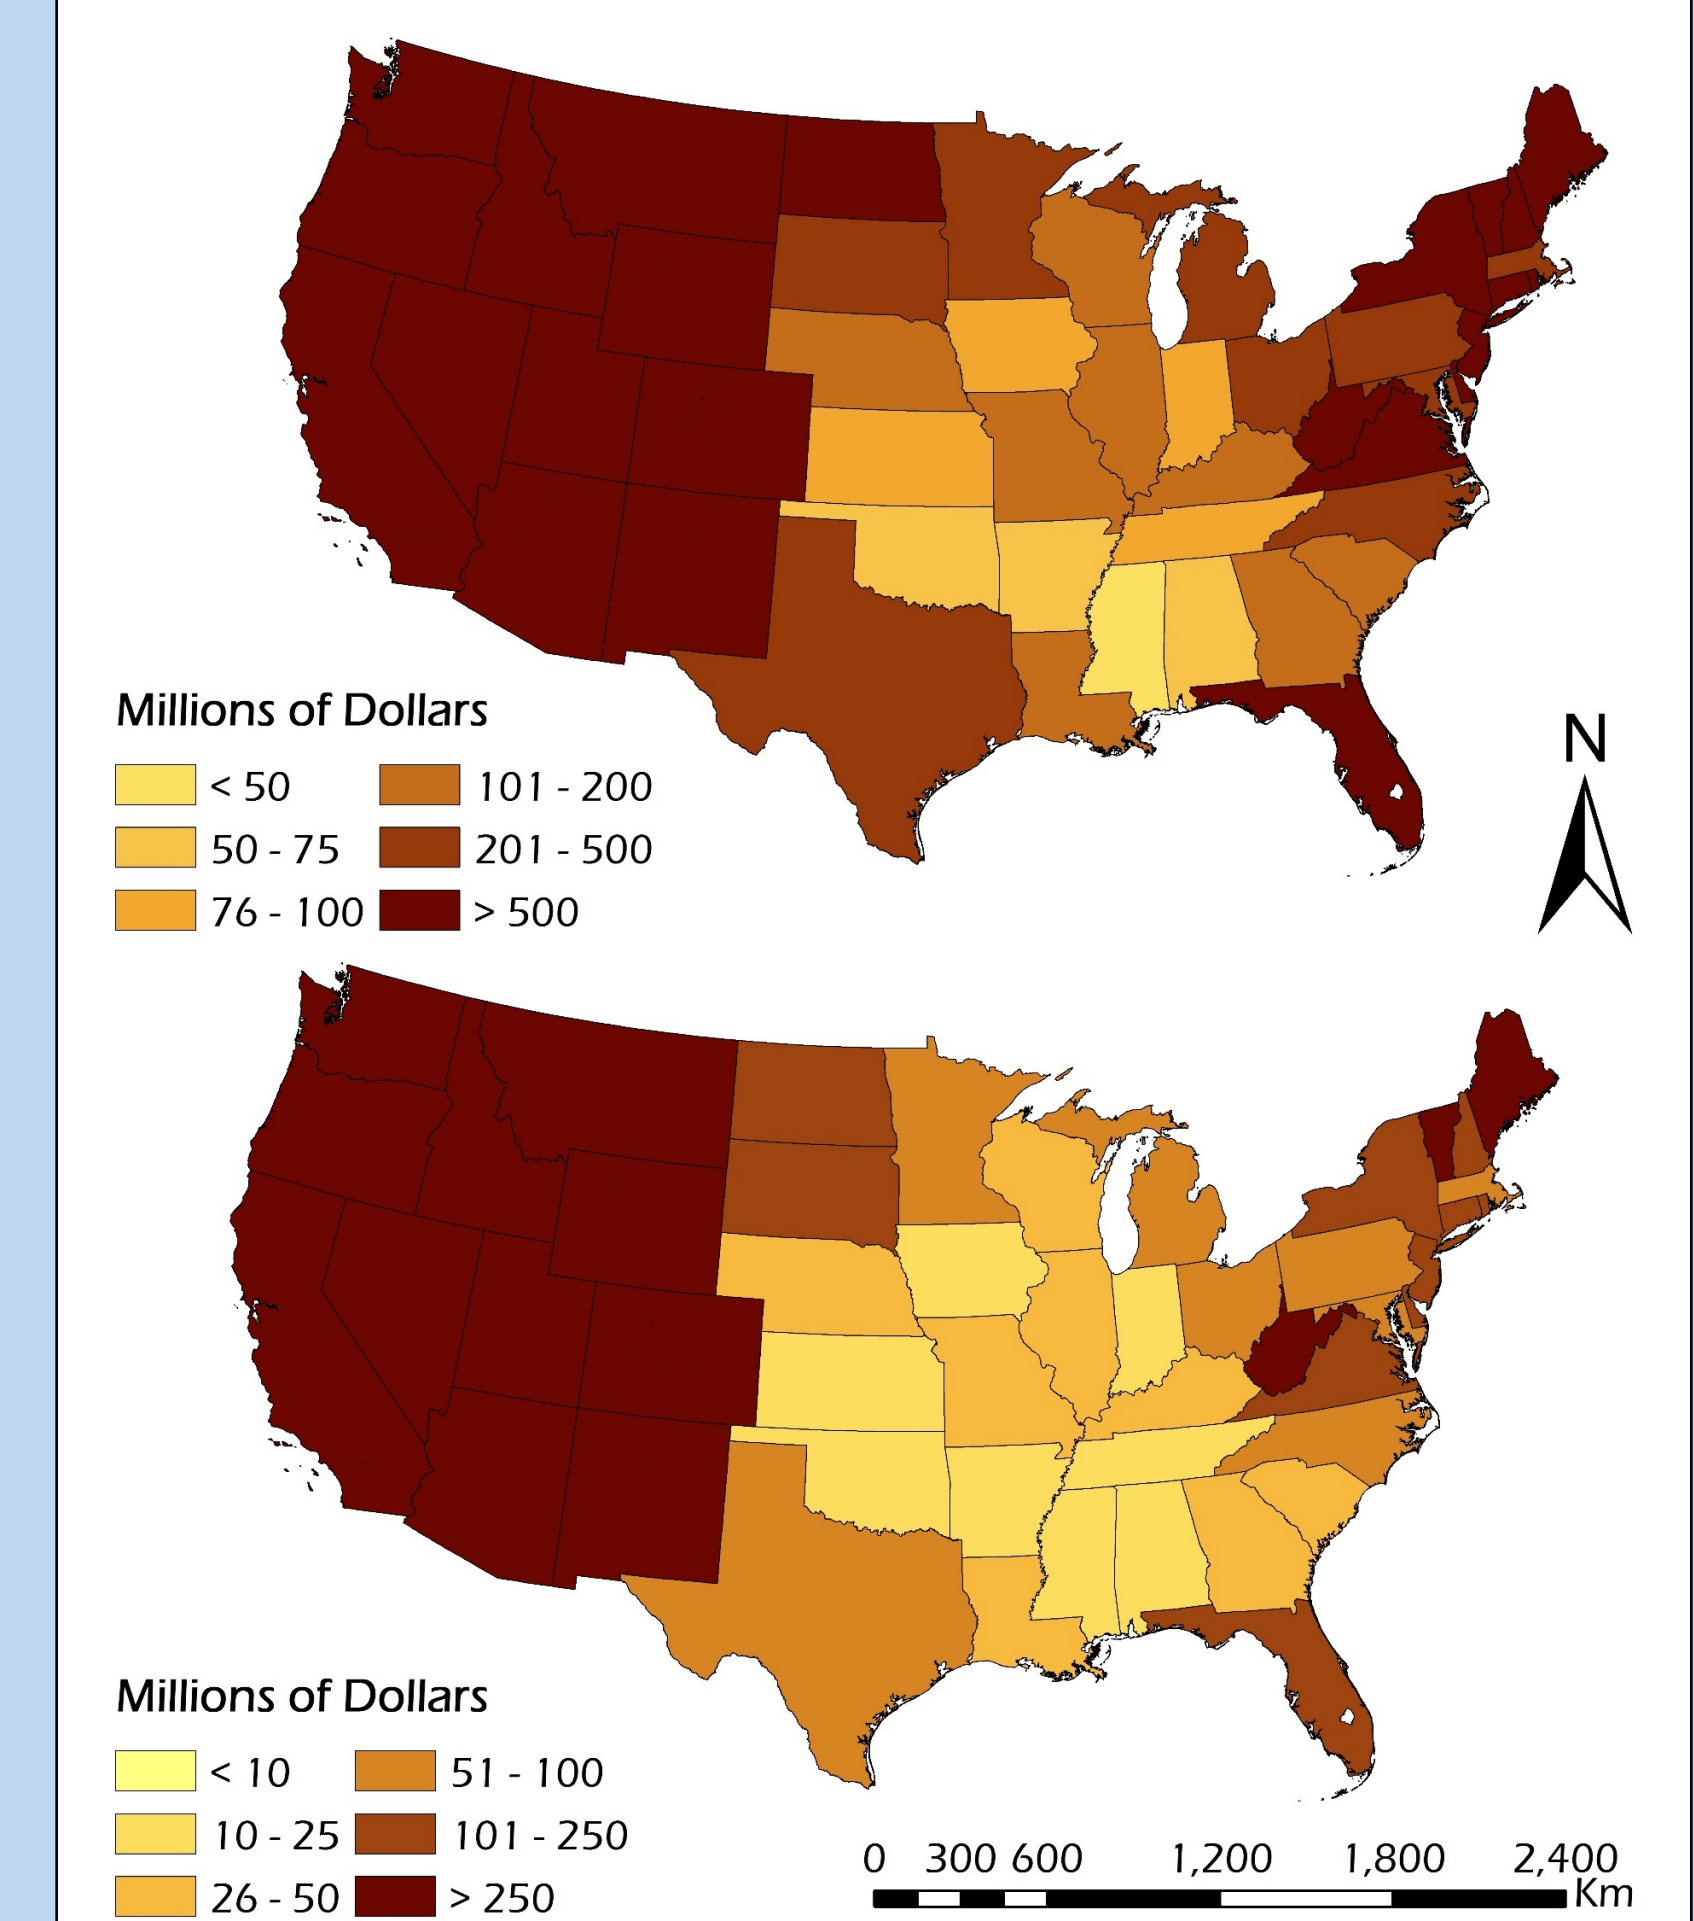 Millions of Dollars
< 50 101 - 200
50 - 75 201 - 500
76 - 100 > 500
N
Millions of Dollars
< 10 51 - 100
10 - 25 101 - 250
26 - 50 > 250
0 300 600 1,200 1,800 2,400
Km